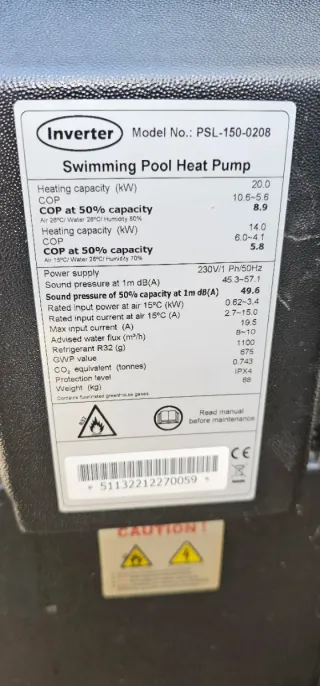 Inverter Model No.: PSL-150-0208
Swimming Pool Heat Pump
Heating capacity (kW) 20.0
COP 10.6~5.6
COP at 50% capacity 8.9
Air 26°C/ Water 26°C/ Humidity 80%
Heating capacity (kW) 14.0
COP 6.0~4.1
COP at 50% capacity 5.8
Air 15°C/ Water 26°C/ Humidity 70%
Power supply 230V/1 Ph/50Hz
Sound pressure at 1m dB(A) 45.3~57.1
Sound pressure of 50% capacity at 1m dB(A) 49.6
Rated input power at air 15°C (kW) 0.62~3.4
Rated input current at air 15°C (A) 2.7~15.0
Max input current (A) 19.5
Advised water flux (m³/h) 8~10
Refrigerant R32 (g) 1100
GWP value 675
CO₂ equivalent (tonnes) 0.743
Protection level IPX4
Weight (kg) 68
Contains fluorinated greenhouse gases
R32
Read manual
before maintenance
CE
* 51132212270059 *
CAUTION!